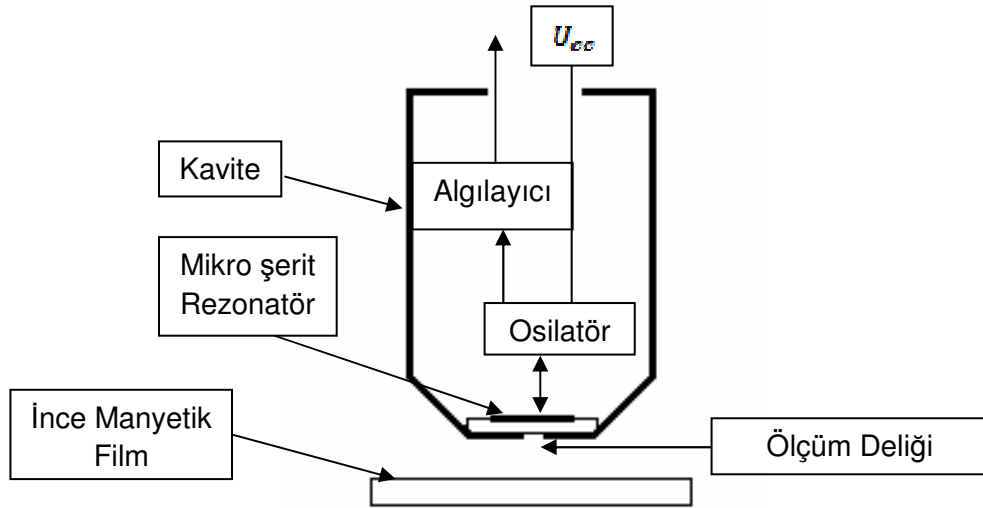 U_cc
Kavite
Algılayıcı
Mikro şerit
Rezonatör
Osilatör
İnce Manyetik
Film
Ölçüm Deliği